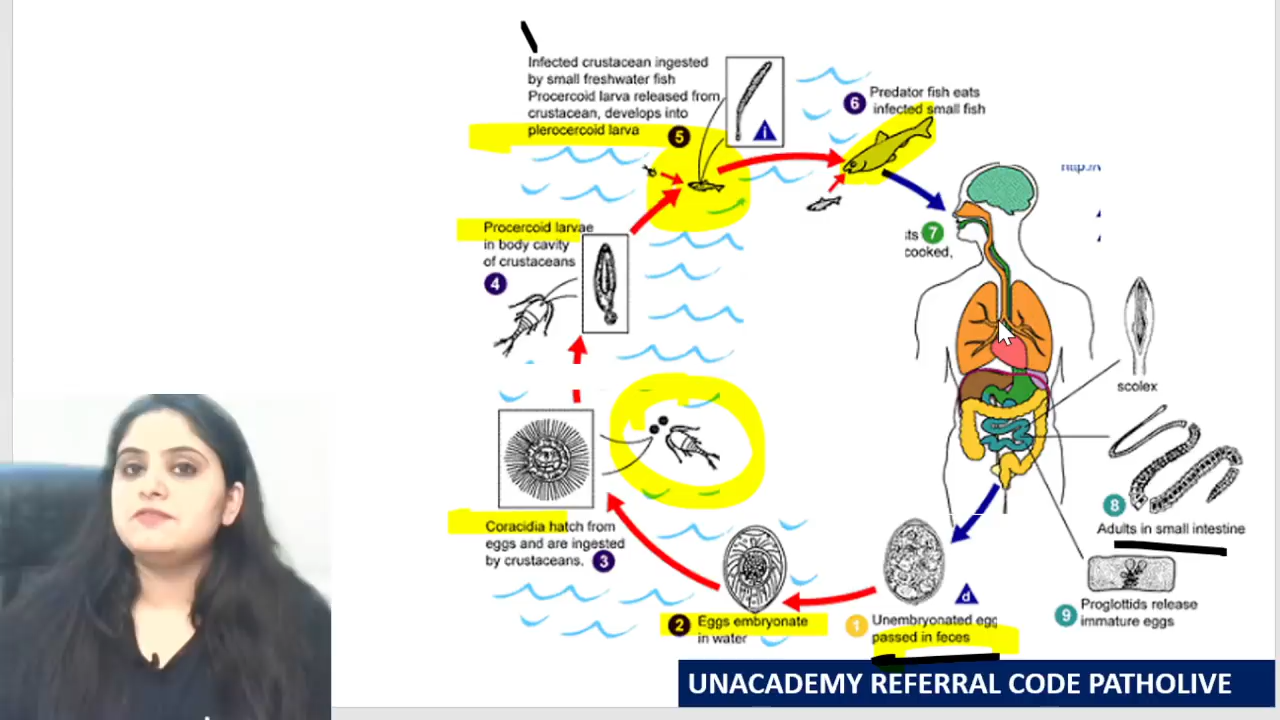 Infected crustacean ingested
by small freshwater fish
Procercoid larva released from
crustacean, develops into
plerocercoid larva
5
i
6
Predator fish eats
infected small fish
7
cooked,
Procercoid larvae
in body cavity
of crustaceans
4
scolex
8
Adults in small intestine
Coracidia hatch from
eggs and are ingested
by crustaceans.
3
2
Eggs embryonate
in water
1
d
Unembryonated egg
passed in feces
9
Proglottids release
immature eggs
UNACADEMY REFERRAL CODE PATHOLIVE